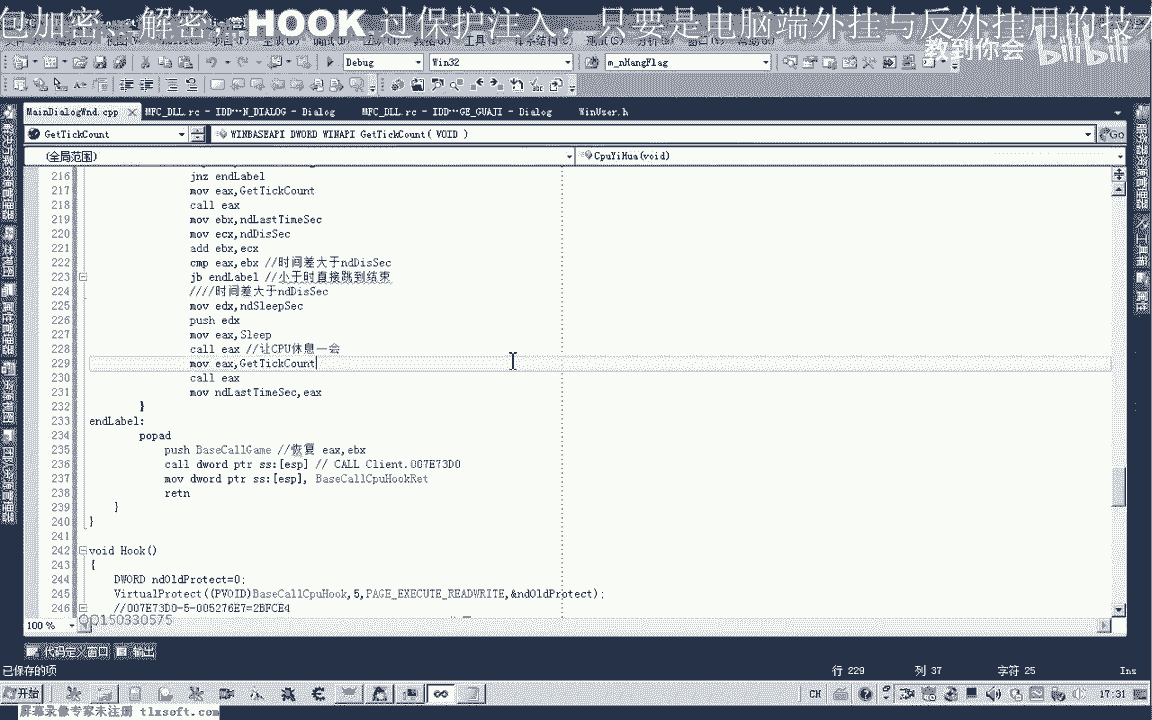 包加密、解密，HOOK 过保护注入，只要是电脑端外挂与反外挂用的技术
教到你会 bilibili
Debug Win32 m_nHangFlag
MainDialogWnd.cpp MFC_DLL.rc - IDD···N_DIALOG - Dialog MFC_DLL.rc - IDD···GE_GUAJI - Dialog WinUser.h
GetTickCount WINBASEAPI DWORD WINAPI GetTickCount( VOID ) Go
(全局范围) CpuYiHua(void)
216 jnz endLabel
217 mov eax,GetTickCount
218 call eax
219 mov ebx,ndLastTimeSec
220 mov ecx,ndDisSec
221 add ebx,ecx
222 cmp eax,ebx //时间差大于ndDisSec
223 jb endLabel //小于时直接跳到结束
224 ////时间差大于ndDisSec
225 mov edx,ndSleepSec
226 push edx
227 mov eax,Sleep
228 call eax //让CPU休息一会
229 mov eax,GetTickCount
230 call eax
231 mov ndLastTimeSec,eax
232 }
233 endLabel:
234 popad
235 push BaseCallGame //恢复 eax,ebx
236 call dword ptr ss:[esp] // CALL Client.007E73D0
237 mov dword ptr ss:[esp], BaseCallCpuHookRet
238 retn
239 }
240 }
241
242 void Hook()
243 {
244 DWORD ndOldProtect=0;
245 VirtualProtect((PVOID)BaseCallCpuHook,5,PAGE_EXECUTE_READWRITE,&ndOldProtect);
246 //007E73D0-5-005276E7=2BFCE4
100 % QQ150330575
代码定义窗口 输出
已保存的项 行 229 列 37 字符 25 Ins
开始 CH 17:31
屏幕录像专家未注册 tlxsoft.com